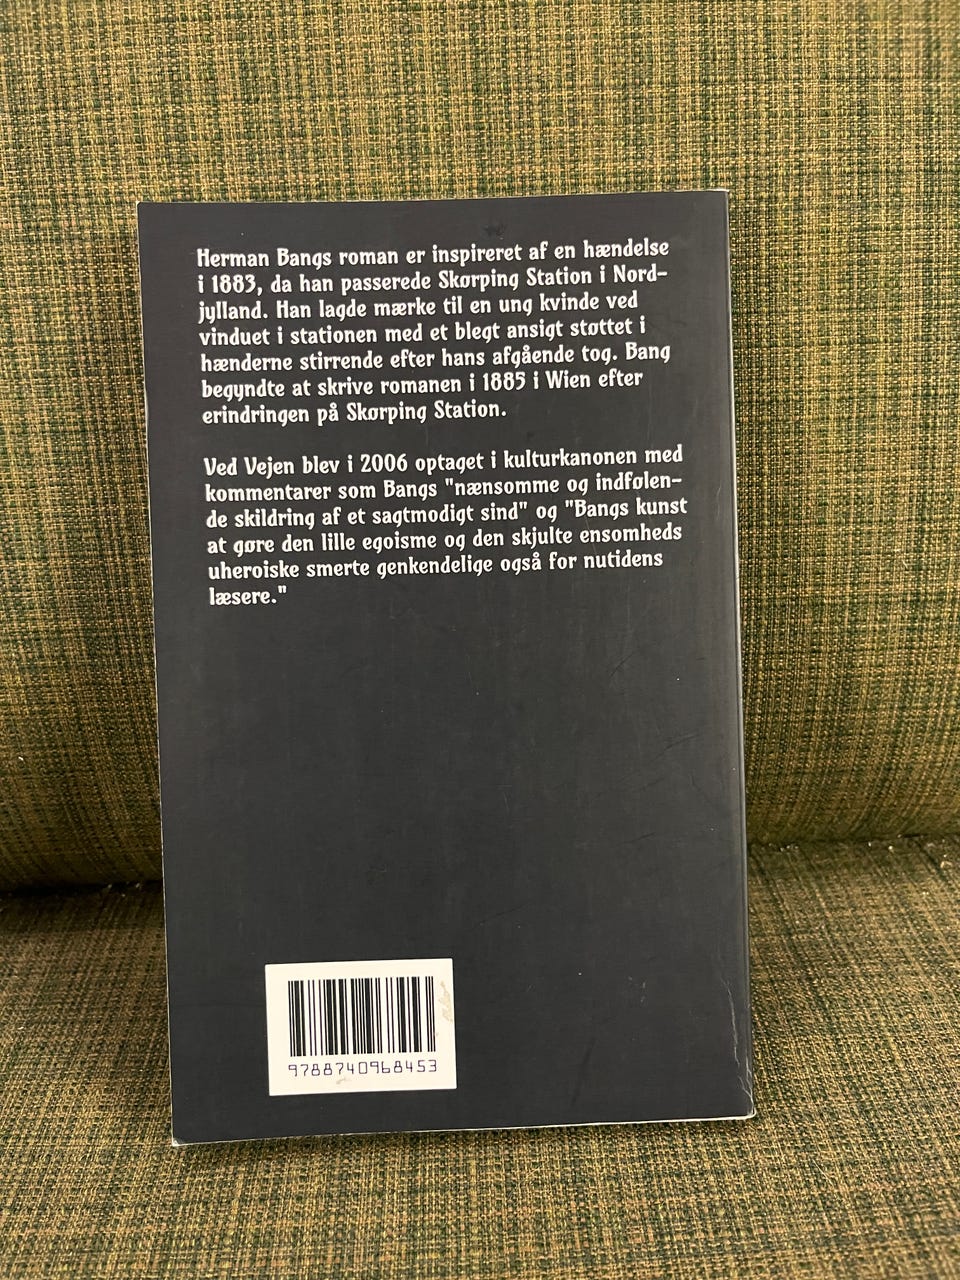 Herman Bangs roman er inspireret af en hændelse
i 1883, da han passerede Skørping Station i Nord-
jylland. Han lagde mærke til en ung kvinde ved
vinduet i stationen med et blegt ansigt støttet i
hænderne stirrende efter hans afgående tog. Bang
begyndte at skrive romanen i 1885 i Wien efter
erindringen på Skørping Station.
Ved Vejen blev i 2006 optaget i kulturkanonen med
kommentarer som Bangs "nænsomme og indfølen-
de skildring af et sagtmodigt sind" og "Bangs kunst
at gøre den lille egoisme og den skjulte ensomheds
uheroiske smerte genkendelige også for nutidens
læsere."
9788740968453